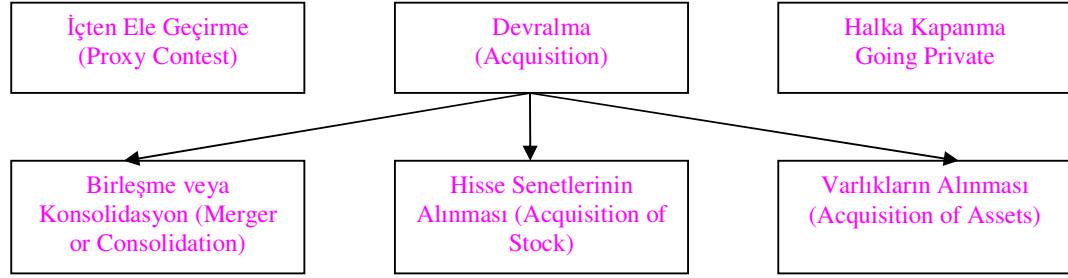 İçten Ele Geçirme
(Proxy Contest)
Devralma
(Acquisition)
Halka Kapanma
Going Private
Birleşme veya
Konsolidasyon (Merger
or Consolidation)
Hisse Senetlerinin
Alınması (Acquisition of
Stock)
Varlıkların Alınması
(Acquisition of Assets)